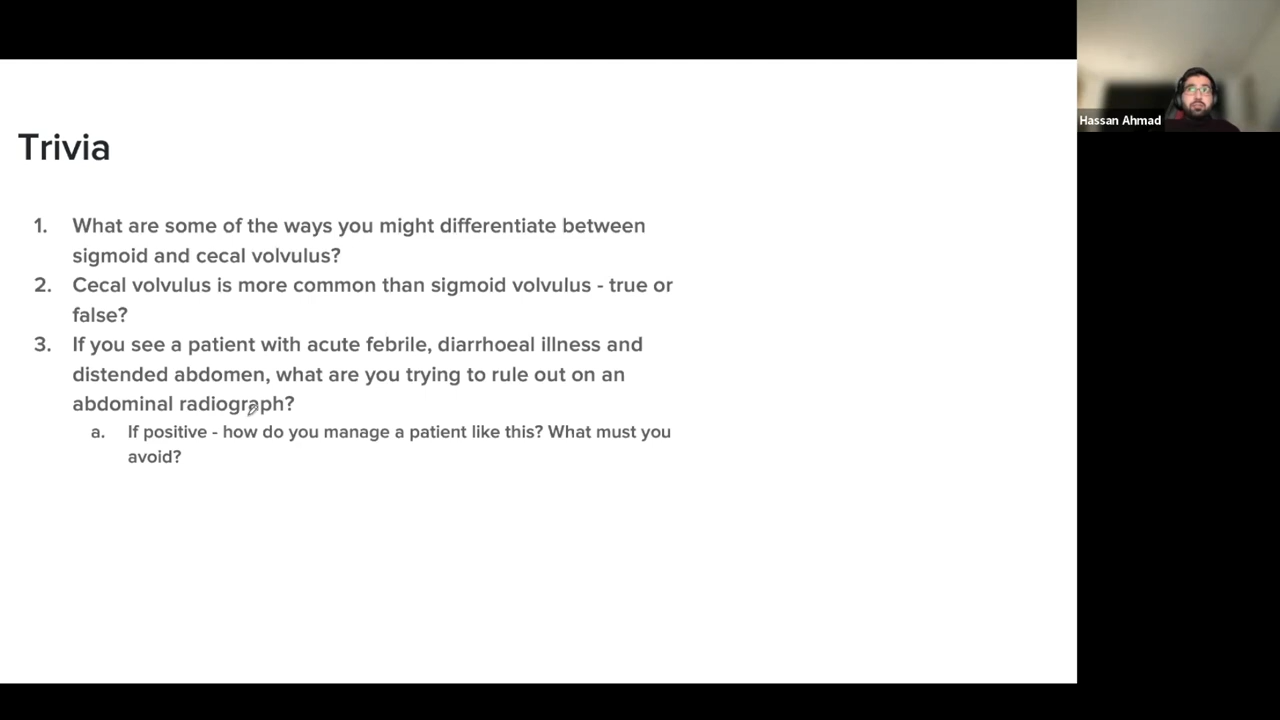 Trivia
1. What are some of the ways you might differentiate between
sigmoid and cecal volvulus?
2. Cecal volvulus is more common than sigmoid volvulus - true or
false?
3. If you see a patient with acute febrile, diarrhoeal illness and
distended abdomen, what are you trying to rule out on an
abdominal radiograph?
a. If positive - how do you manage a patient like this? What must you
avoid?
Hassan Ahmad